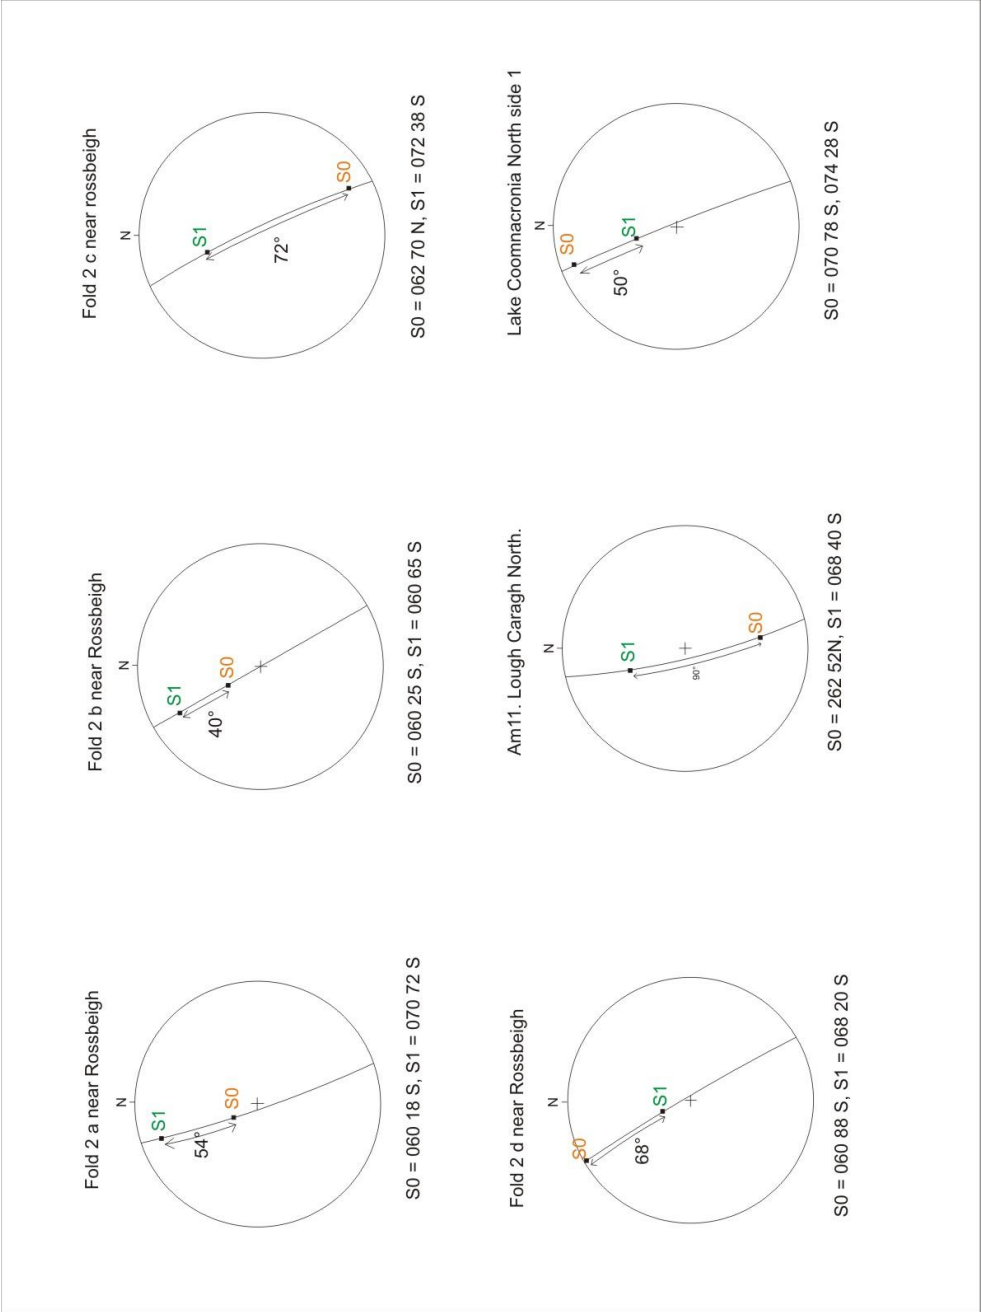 Fold 2 a near Rossbeigh
N
S1
S0
54°
S0 = 060 18 S, S1 = 070 72 S
Fold 2 b near Rossbeigh
N
S1
S0
40°
S0 = 060 25 S, S1 = 060 65 S
Fold 2 c near rossbeigh
N
S1
S0
72°
S0 = 062 70 N, S1 = 072 38 S
Fold 2 d near Rossbeigh
N
S0
S1
68°
S0 = 060 88 S, S1 = 068 20 S
Am11. Lough Caragh North.
N
S1
S0
90°
S0 = 262 52N, S1 = 068 40 S
Lake Coomnacronia North side 1
N
S0
S1
50°
S0 = 070 78 S, 074 28 S